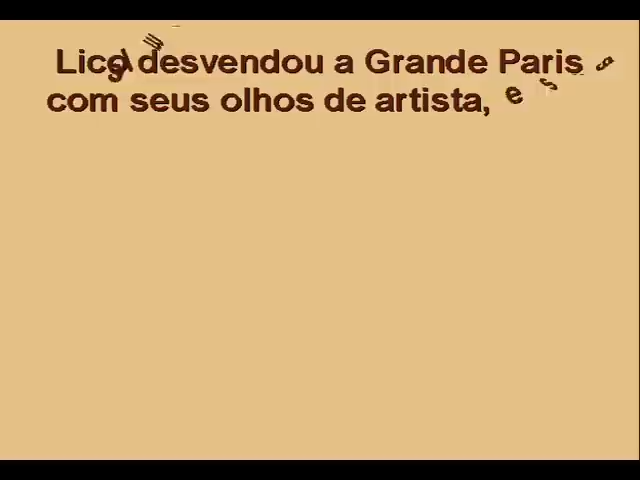 Lico desvendou a Grande Paris
com seus olhos de artista, e